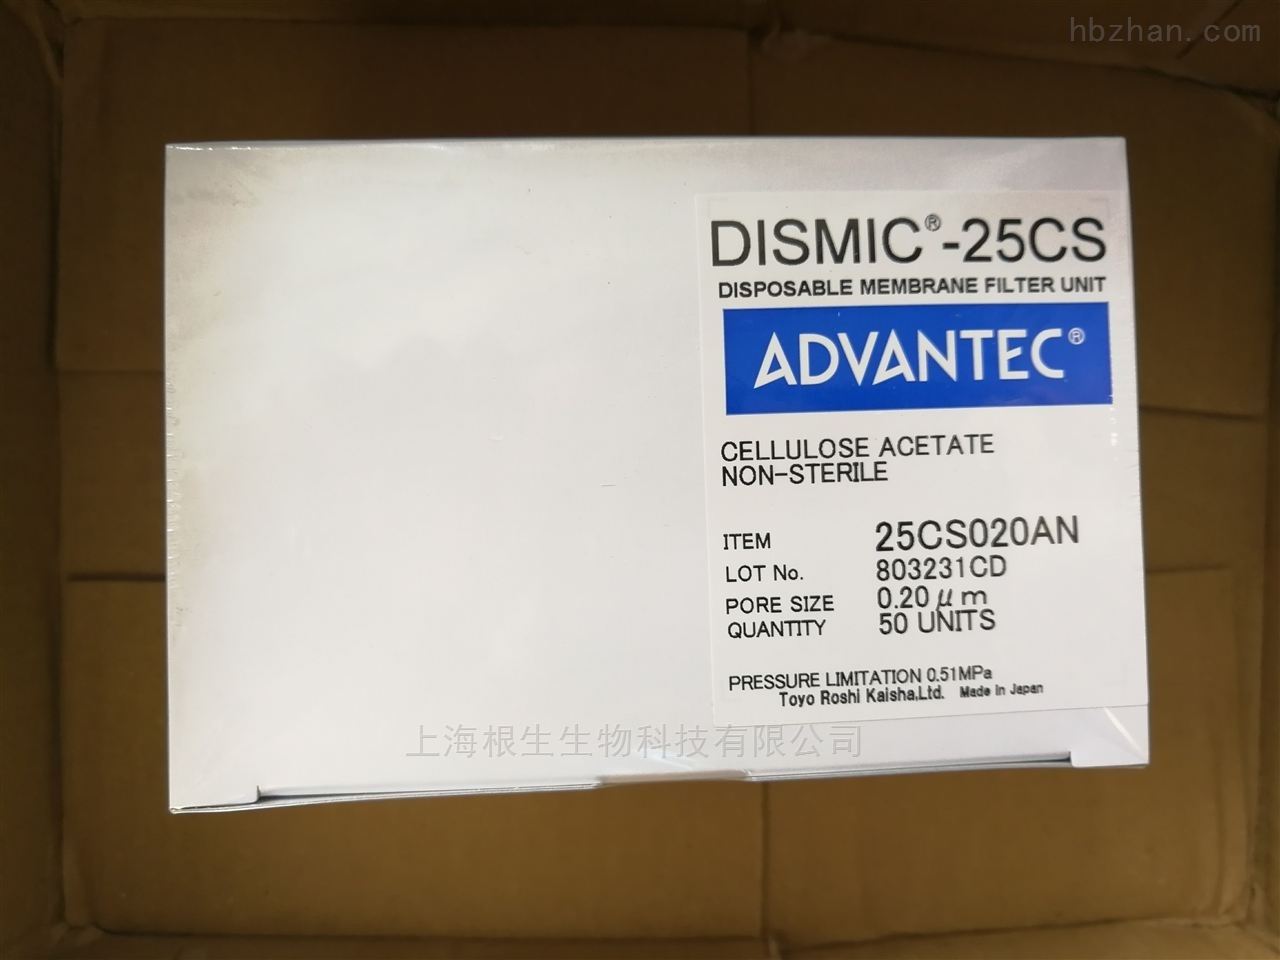 hbzhan.com
DISMIC®-25CS
DISPOSABLE MEMBRANE FILTER UNIT
ADVANTEC®
CELLULOSE ACETATE
NON-STERILE
ITEM 25CS020AN
LOT No. 803231CD
PORE SIZE 0.20μm
QUANTITY 50 UNITS
PRESSURE LIMITATION 0.51MPa
Toyo Roshi Kaisha,Ltd. Made in Japan
上海根生生物科技有限公司